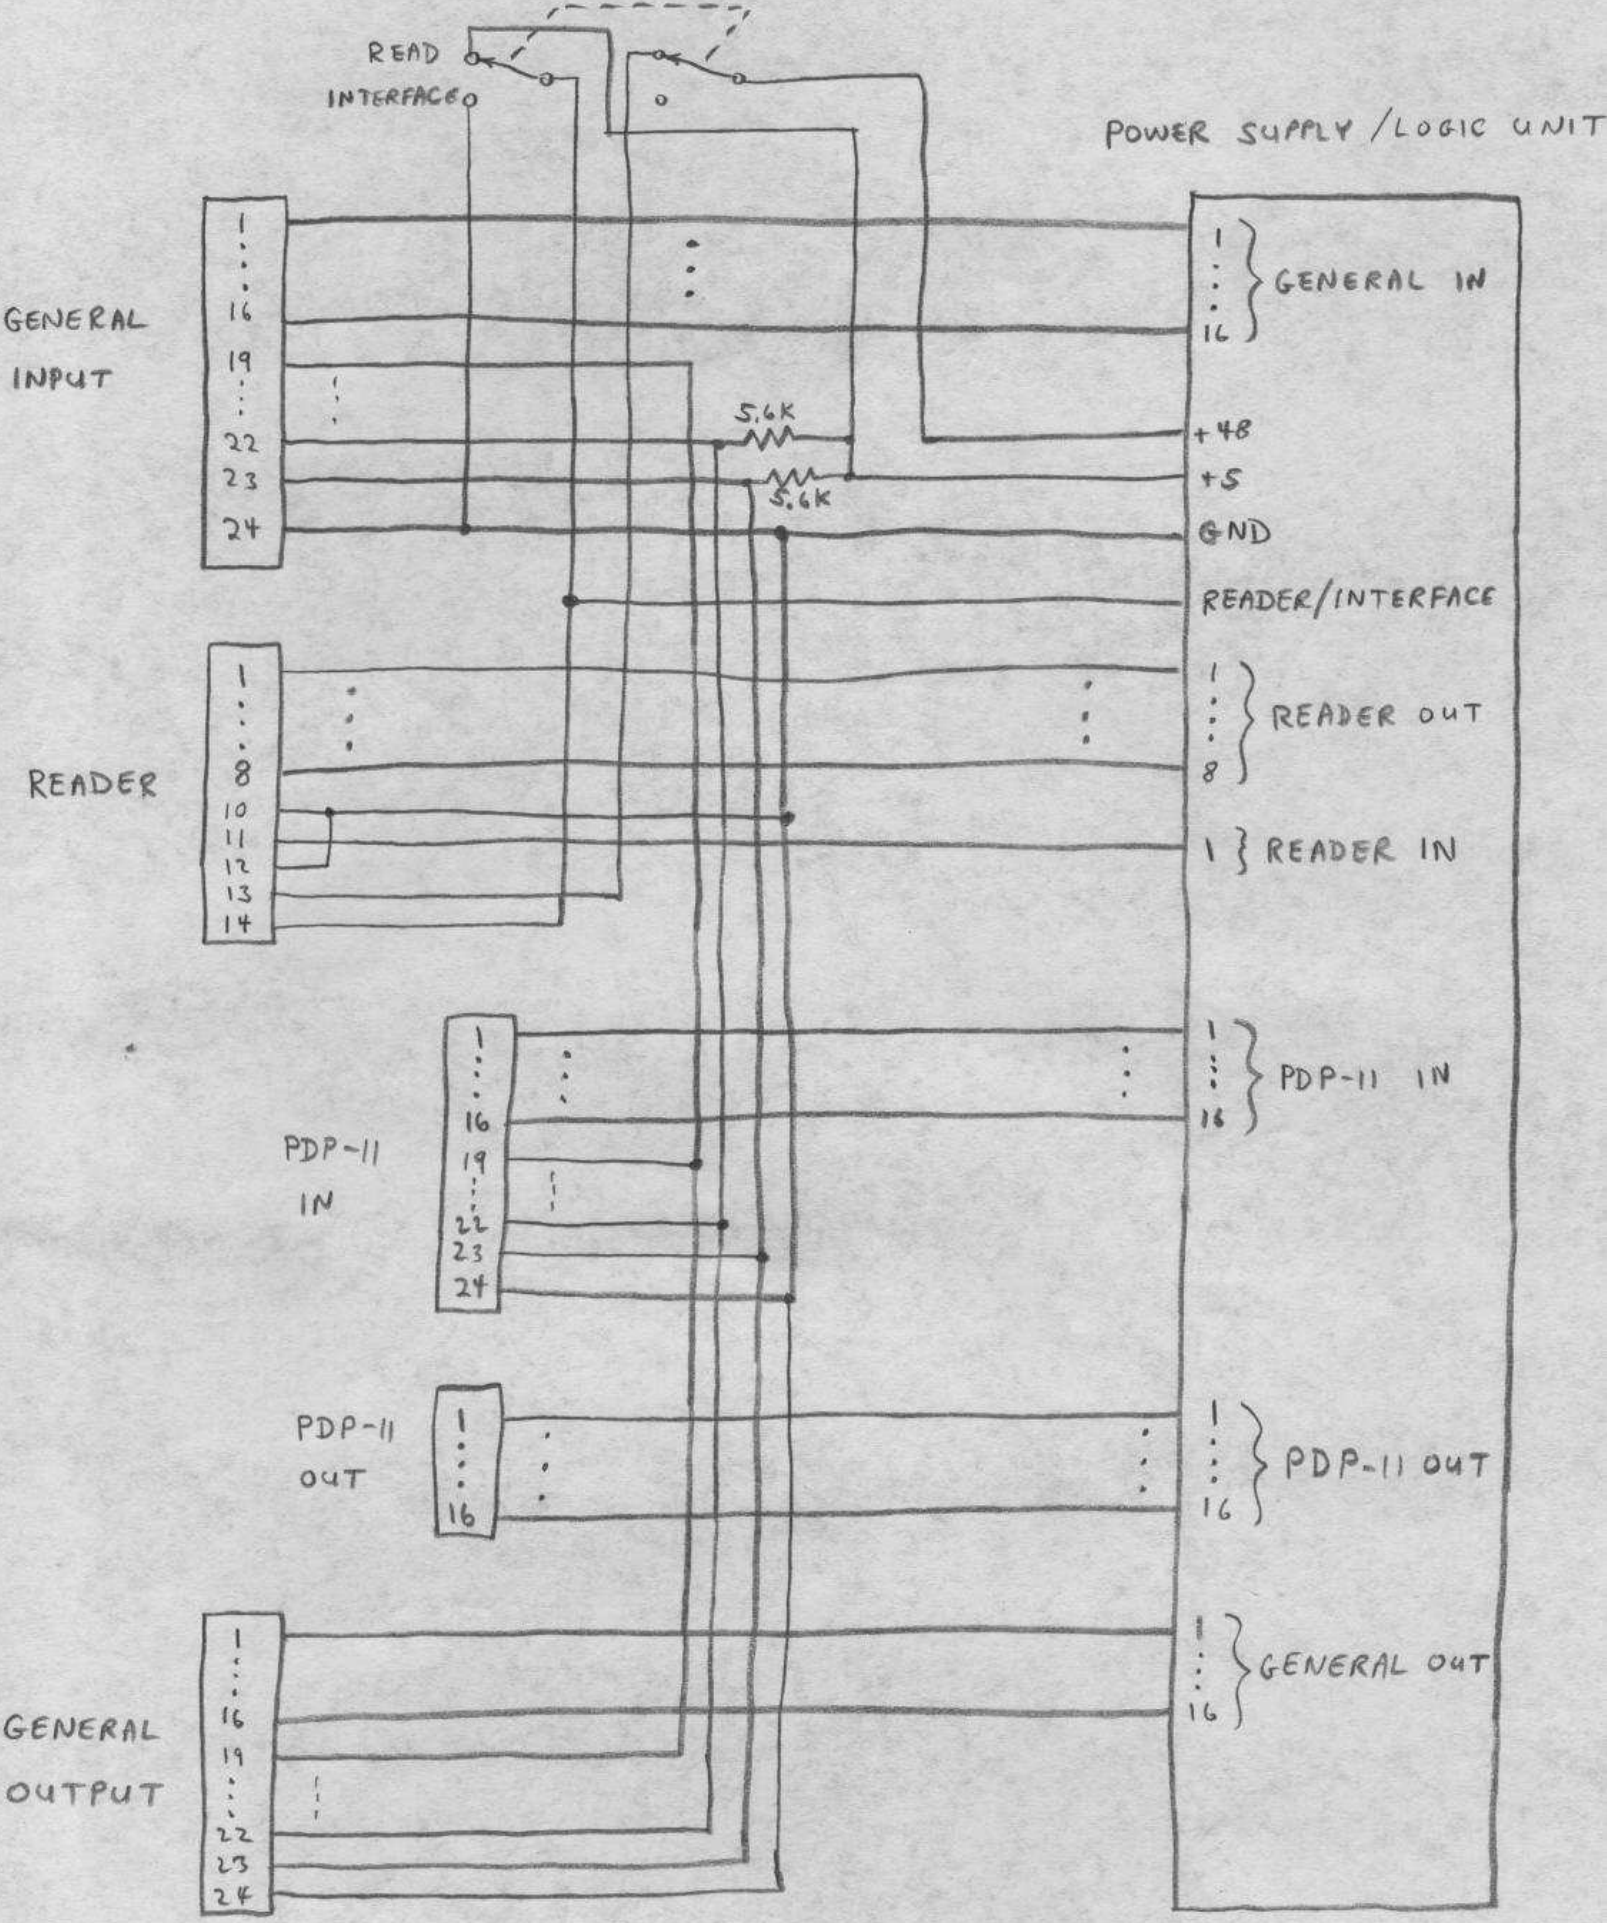 READ
INTERFACE
POWER SUPPLY / LOGIC UNIT
GENERAL
INPUT
1
16
19
22
23
24
5.6K
5.6K
1
16
GENERAL IN
+48
+5
GND
READER/INTERFACE
READER
1
8
10
11
12
13
14
1
8
READER OUT
1
READER IN
PDP-11
IN
1
16
19
22
23
24
1
16
PDP-11 IN
PDP-11
OUT
1
16
1
16
PDP-11 OUT
GENERAL
OUTPUT
1
16
19
22
23
24
1
16
GENERAL OUT